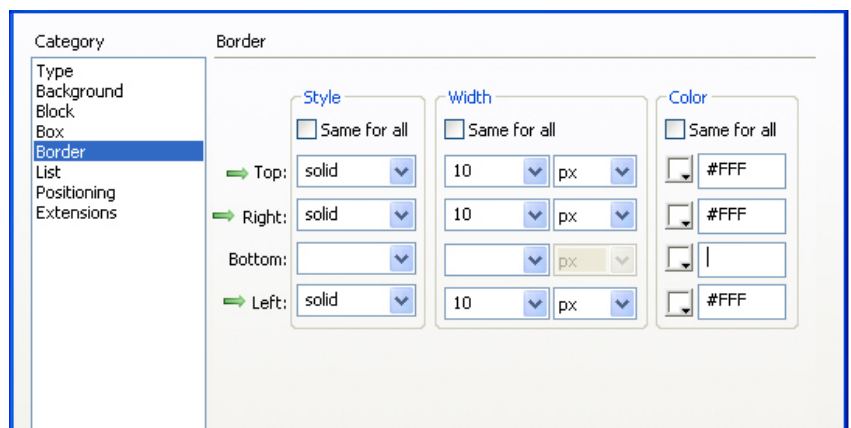 Category Border
Type
Background
Block
Box
Border
List
Positioning
Extensions
Style Width Color
Same for all Same for all Same for all
Top: solid 10 px #FFF
Right: solid 10 px #FFF
Bottom: px
Left: solid 10 px #FFF